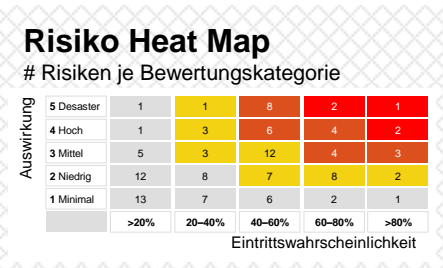 Risiko Heat Map
# Risiken je Bewertungskategorie
Auswirkung
5 Desaster 1 1 8 2 1
4 Hoch 1 3 6 4 2
3 Mittel 5 3 12 4 3
2 Niedrig 12 8 7 8 2
1 Minimal 13 7 6 2 1
>20% 20–40% 40–60% 60–80% >80%
Eintrittswahrscheinlichkeit